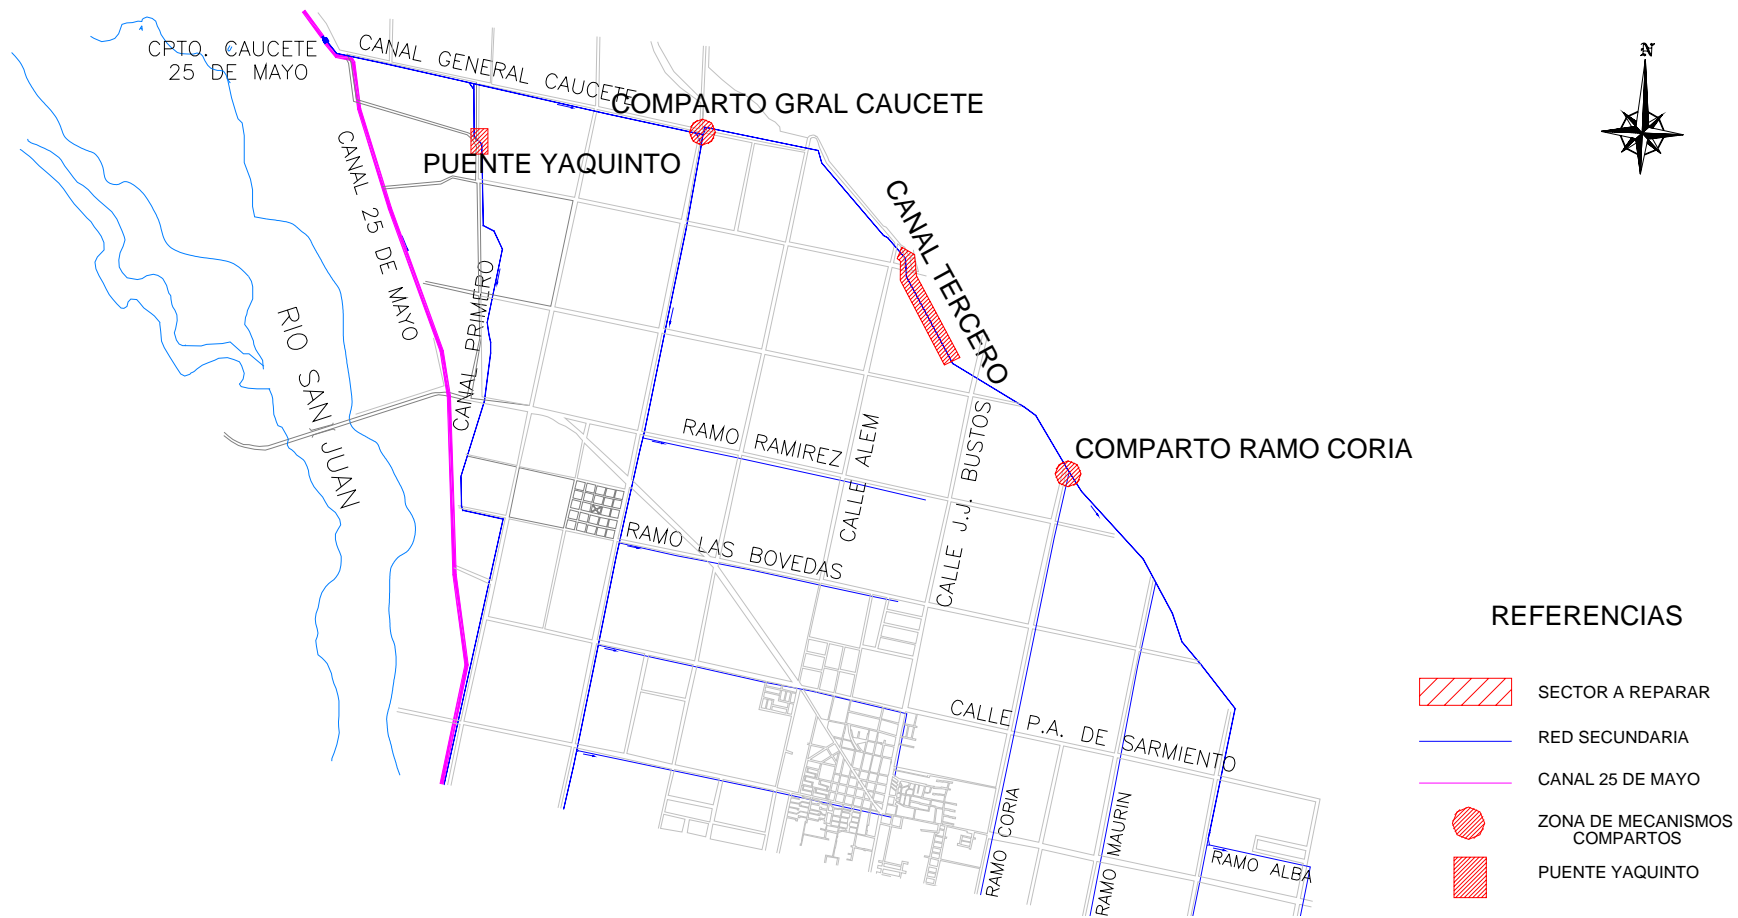 CPTO. CAUCETE
25 DE MAYO
CANAL GENERAL CAUCETE
COMPARTO GRAL CAUCETE
PUENTE YAQUINTO
CANAL 25 DE MAYO
CANAL PRIMERO
RIO SAN JUAN
CANAL TERCERO
RAMO RAMIREZ
CALLE ALEM
CALLE J.J. BUSTOS
COMPARTO RAMO CORIA
RAMO LAS BOVEDAS
CALLE P.A. DE SARMIENTO
RAMO CORIA
RAMO MAURIN
RAMO ALBA
N
REFERENCIAS
SECTOR A REPARAR
RED SECUNDARIA
CANAL 25 DE MAYO
ZONA DE MECANISMOS
COMPARTOS
PUENTE YAQUINTO